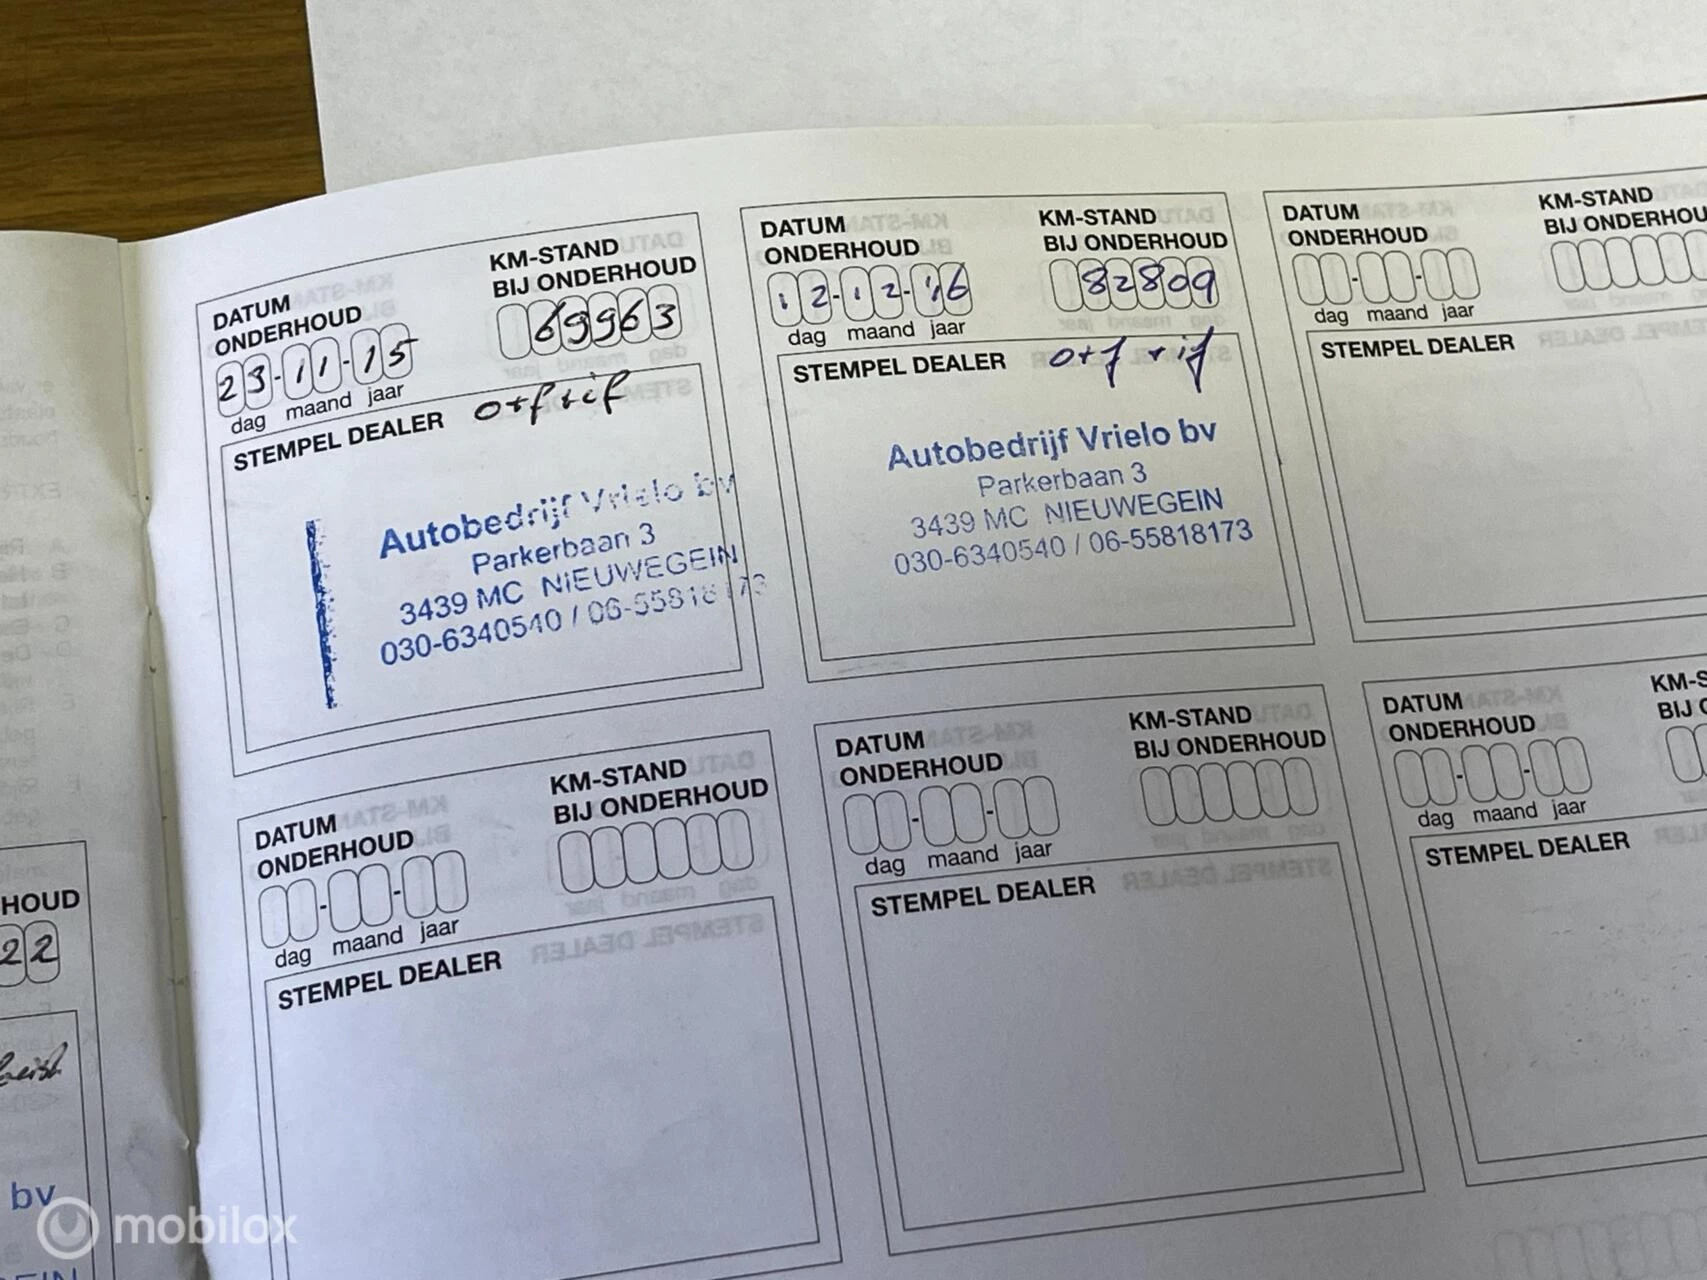 DATUM
ONDERHOUD
KM-STAND
BIJ ONDERHOUD
23-11-15
69963
dag maand jaar
STEMPEL DEALER o+f+if
Autobedrijf Vrielo bv
Parkerbaan 3
3439 MC NIEUWEGEIN
030-6340540 / 06-55818173
DATUM
ONDERHOUD
KM-STAND
BIJ ONDERHOUD
12-12-'16
82809
dag maand jaar
STEMPEL DEALER o+f+if
Autobedrijf Vrielo bv
Parkerbaan 3
3439 MC NIEUWEGEIN
030-6340540 / 06-55818173
DATUM
ONDERHOUD
KM-STAND
BIJ ONDERHOU
dag maand jaar
STEMPEL DEALER
DATUM
ONDERHOUD
KM-STAND
BIJ ONDERHOUD
dag maand jaar
STEMPEL DEALER
DATUM
ONDERHOUD
KM-STAND
BIJ ONDERHOUD
dag maand jaar
STEMPEL DEALER
DATUM
ONDERHOUD
KM-S
BIJ O
dag maand jaar
STEMPEL DEALER
HOUD
22
bv
EIN
mobilox